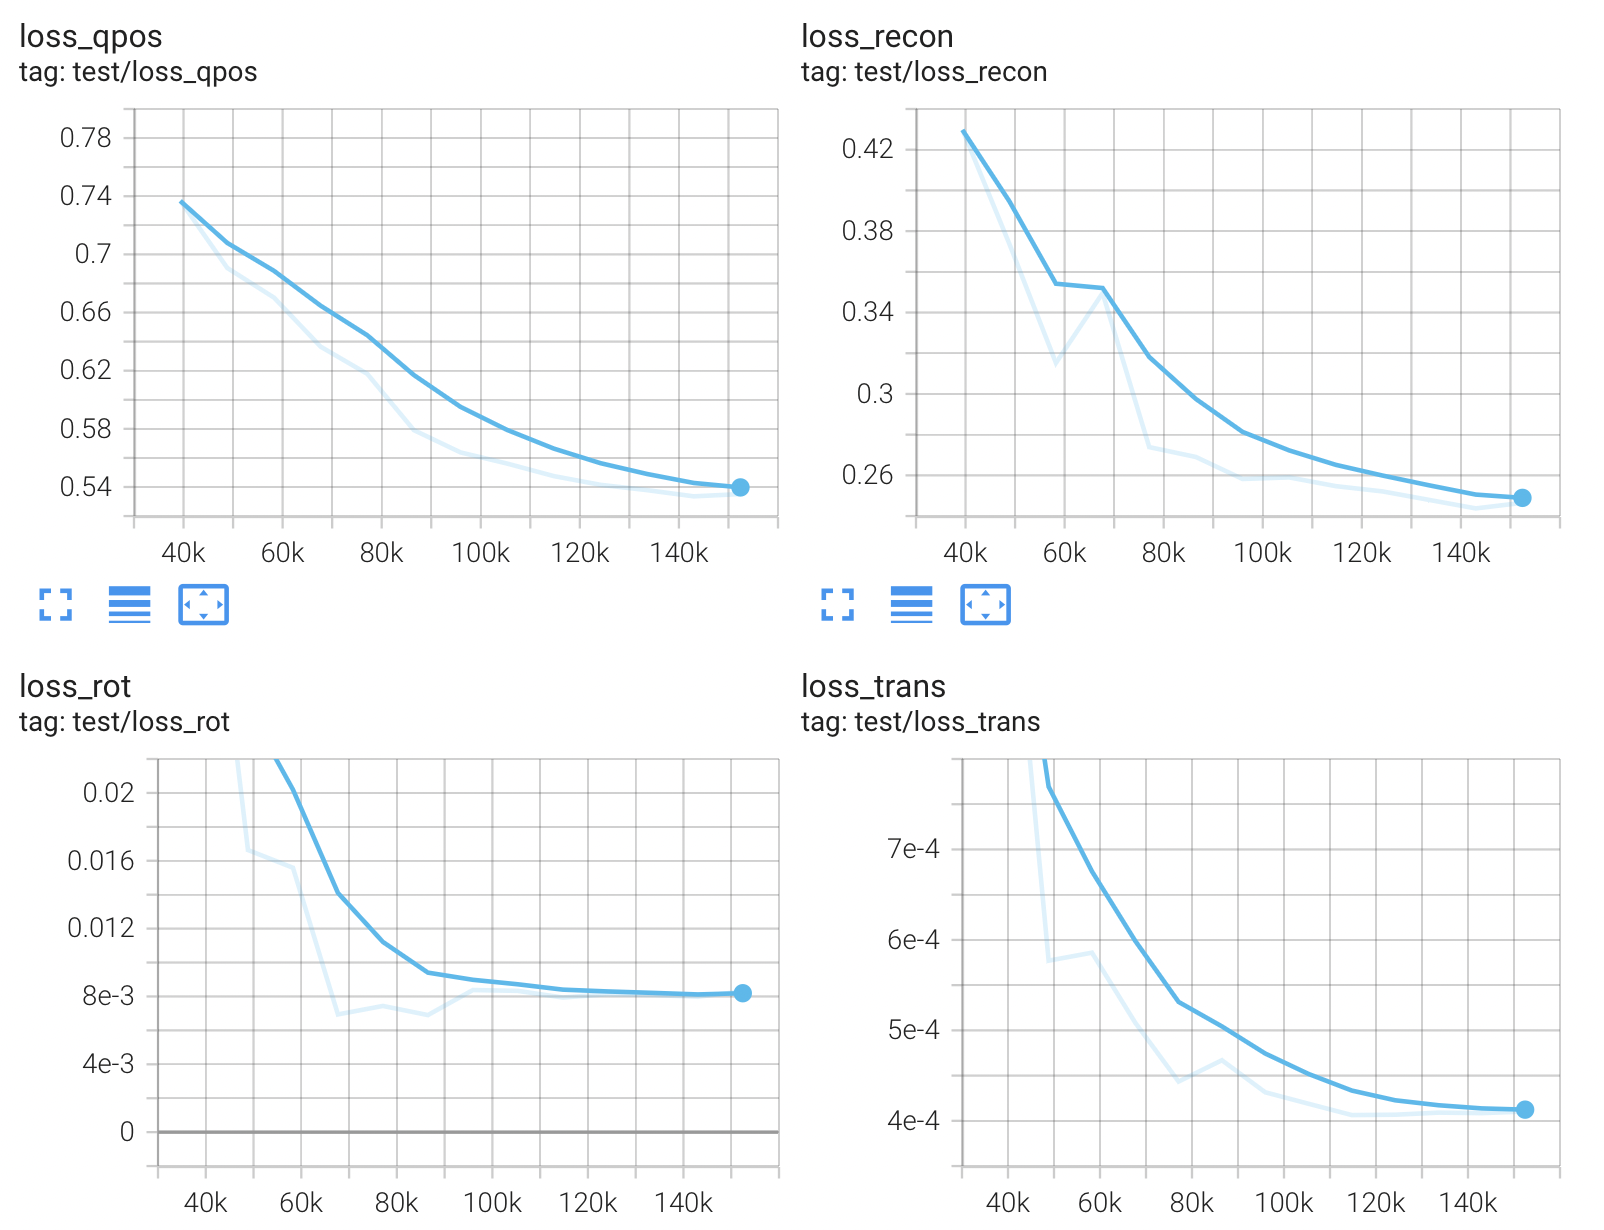 loss_qpos
tag: test/loss_qpos
0.78
0.74
0.7
0.66
0.62
0.58
0.54
40k 60k 80k 100k 120k 140k
loss_recon
tag: test/loss_recon
0.42
0.38
0.34
0.3
0.26
40k 60k 80k 100k 120k 140k
loss_rot
tag: test/loss_rot
0.02
0.016
0.012
8e-3
4e-3
0
40k 60k 80k 100k 120k 140k
loss_trans
tag: test/loss_trans
7e-4
6e-4
5e-4
4e-4
40k 60k 80k 100k 120k 140k